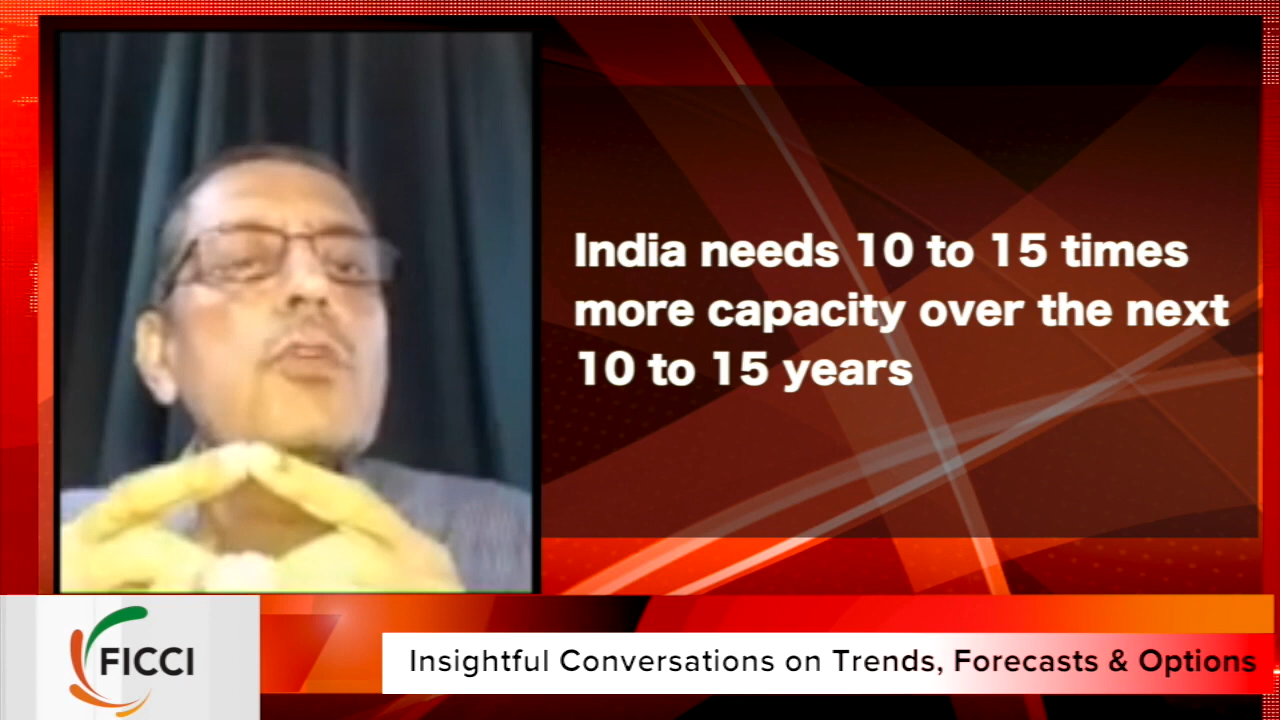 India needs 10 to 15 times
more capacity over the next
10 to 15 years
FICCI
Insightful Conversations on Trends, Forecasts & Options